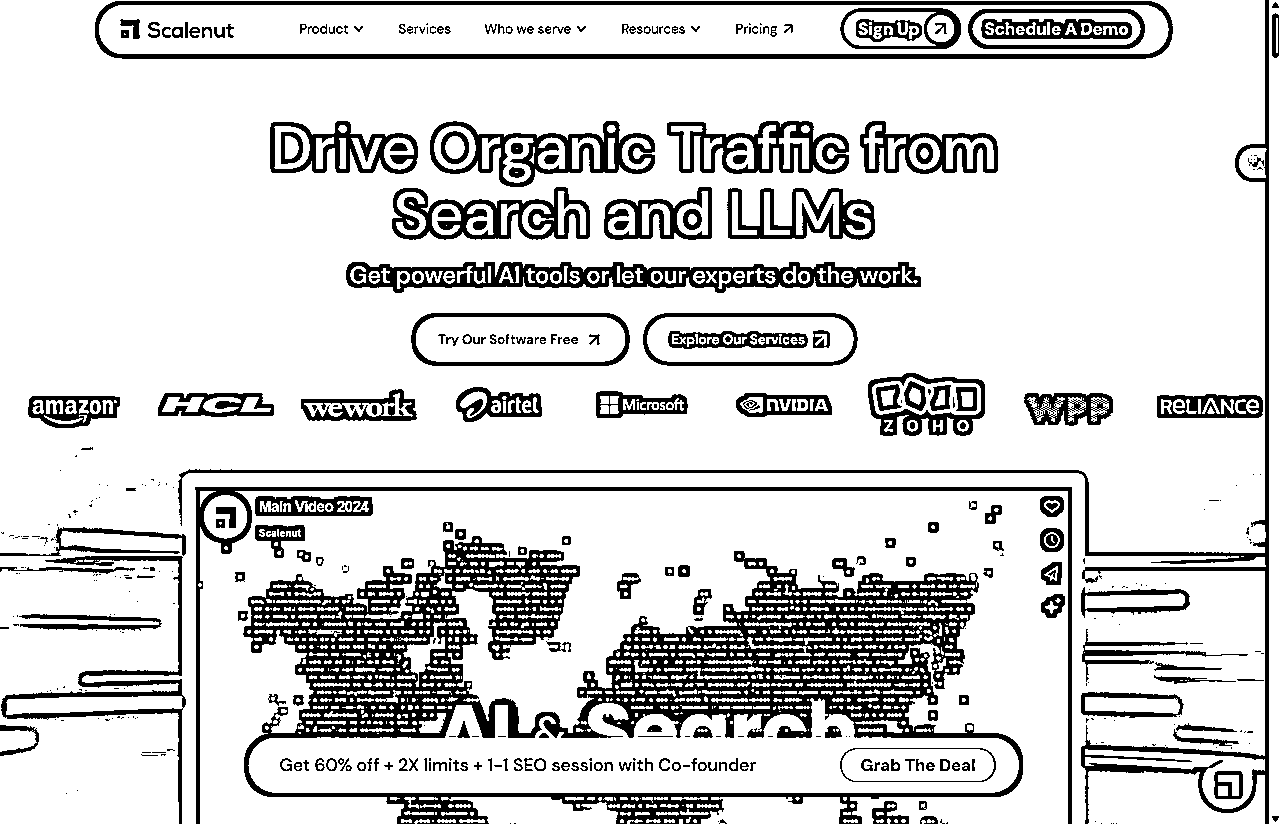 Scalenut
Product
Services
Who we serve
Resources
Pricing
Sign Up
Schedule A Demo
Drive Organic Traffic from
Search and LLMs
Get powerful AI tools or let our experts do the work.
Try Our Software Free
Explore Our Services
amazon
HCL
wework
airtel
Microsoft
NVIDIA
ZOHO
ZOHO
WPP
RELIANCE
Main Video 2024
Scalenut
AI & Search
Get 60% off + 2X limits + 1-1 SEO session with Co-founder
Grab The Deal